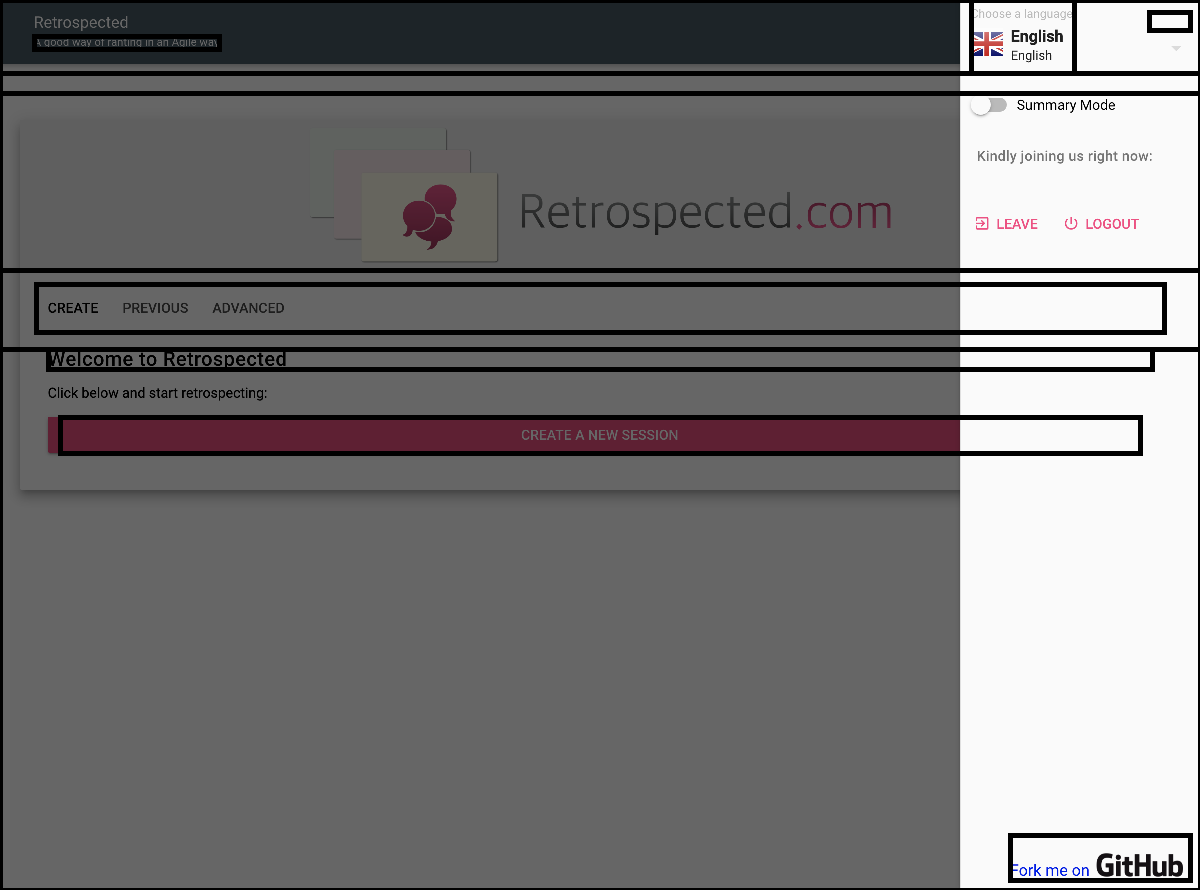 Retrospected
A good way of ranting in an Agile way
Choose a language
English
English
Summary Mode
Kindly joining us right now:
LEAVE LOGOUT
Retrospected.com
CREATE PREVIOUS ADVANCED
Welcome to Retrospected
Click below and start retrospecting:
CREATE A NEW SESSION
Fork me on GitHub